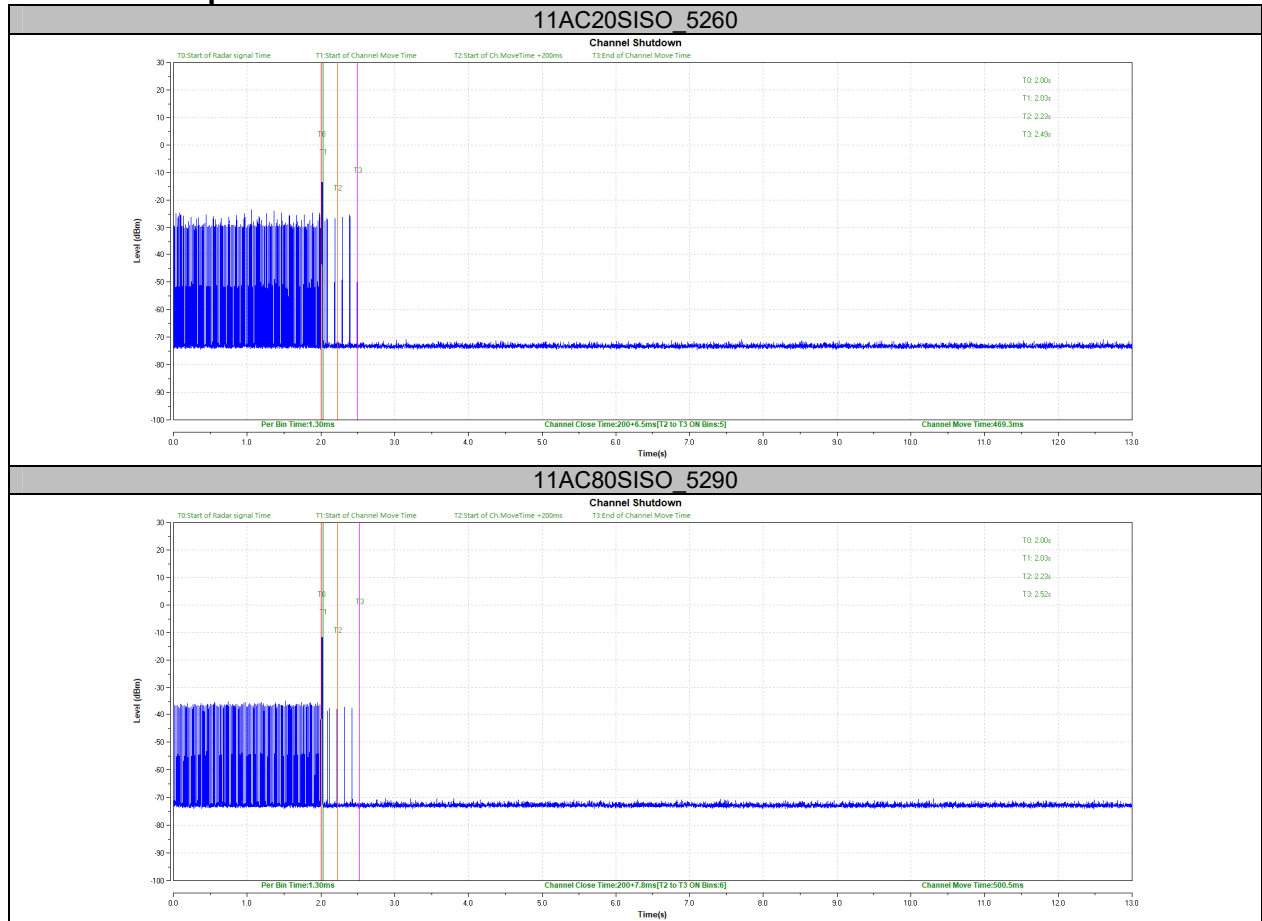 11AC20SISO_5260
Channel Shutdown
T0:Start of Radar signal Time T1:Start of Channel Move Time T2:Start of Ch.MoveTime +200ms T3:End of Channel Move Time
30
20
10
0
-10
-20
-30
-40
-50
-60
-70
-80
-90
-100
Level (dBm)
T0: 2.00s
T1: 2.03s
T2: 2.23s
T3: 2.49s
T0
T1
T3
T2
Per Bin Time:1.30ms Channel Close Time:200+6.5ms[T2 to T3 ON Bins:5] Channel Move Time:469.3ms
0.0 1.0 2.0 3.0 4.0 5.0 6.0 7.0 8.0 9.0 10.0 11.0 12.0 13.0
Time(s)
11AC80SISO_5290
Channel Shutdown
T0:Start of Radar signal Time T1:Start of Channel Move Time T2:Start of Ch.MoveTime +200ms T3:End of Channel Move Time
30
20
10
0
-10
-20
-30
-40
-50
-60
-70
-80
-90
-100
Level (dBm)
T0: 2.00s
T1: 2.03s
T2: 2.23s
T3: 2.52s
T0
T3
T1
T2
Per Bin Time:1.30ms Channel Close Time:200+7.8ms[T2 to T3 ON Bins:6] Channel Move Time:500.5ms
0.0 1.0 2.0 3.0 4.0 5.0 6.0 7.0 8.0 9.0 10.0 11.0 12.0 13.0
Time(s)